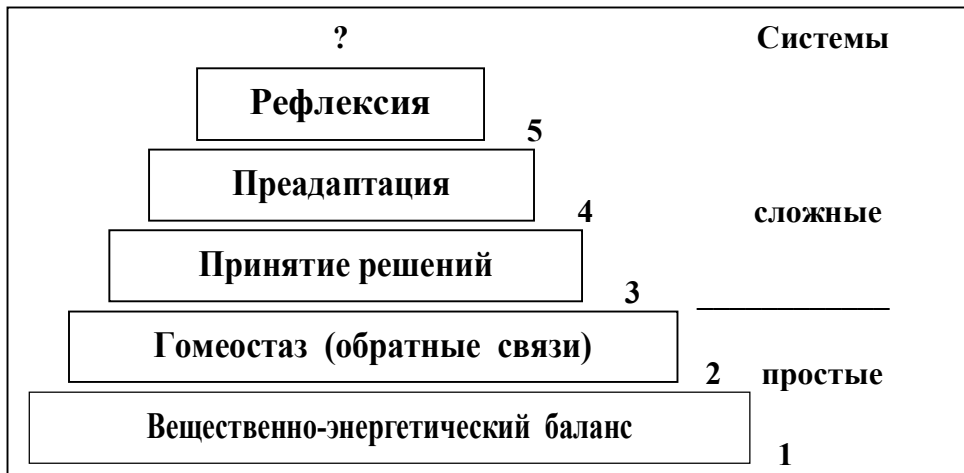 ? Системы
Рефлексия
5
Преадаптация
4 сложные
Принятие решений
3
Гомеостаз (обратные связи)
2 простые
Вещественно-энергетический баланс
1